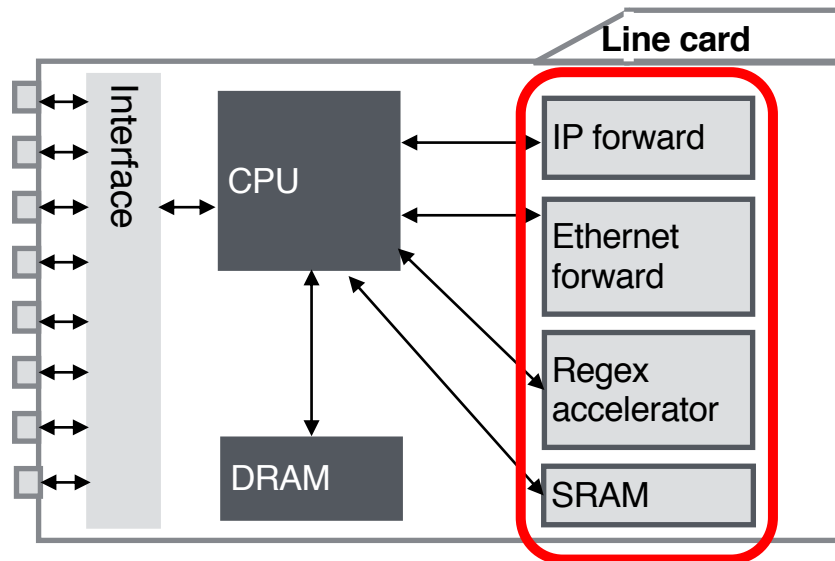 Line card
Interface
CPU
DRAM
IP forward
Ethernet
forward
Regex
accelerator
SRAM